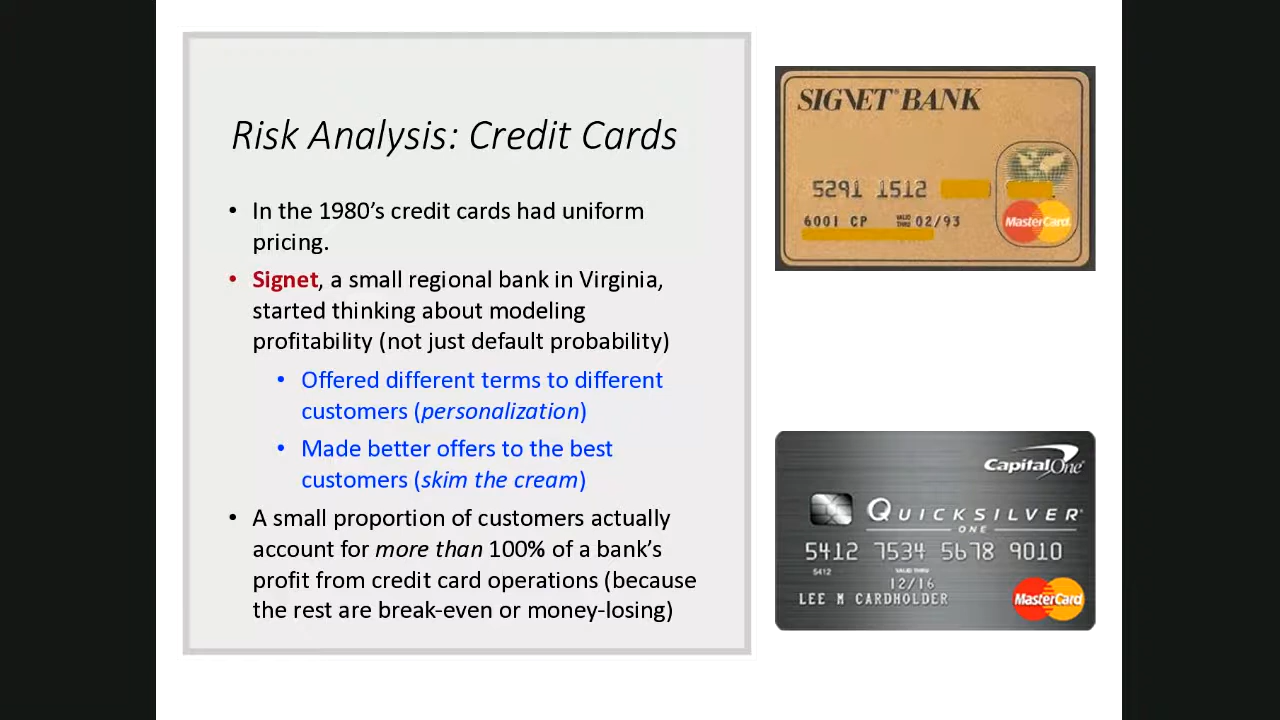 Risk Analysis: Credit Cards
• In the 1980’s credit cards had uniform
pricing.
• Signet, a small regional bank in Virginia,
started thinking about modeling
profitability (not just default probability)
• Offered different terms to different
customers (personalization)
• Made better offers to the best
customers (skim the cream)
• A small proportion of customers actually
account for more than 100% of a bank’s
profit from credit card operations (because
the rest are break-even or money-losing)
SIGNET BANK
5291 1512
6001 CP VALID THRU 02/93
MasterCard
Capital One
QUICKSILVER
ONE
5412 7534 5678 9010
5412 VALID THRU
12/16
LEE M CARDHOLDER
MasterCard